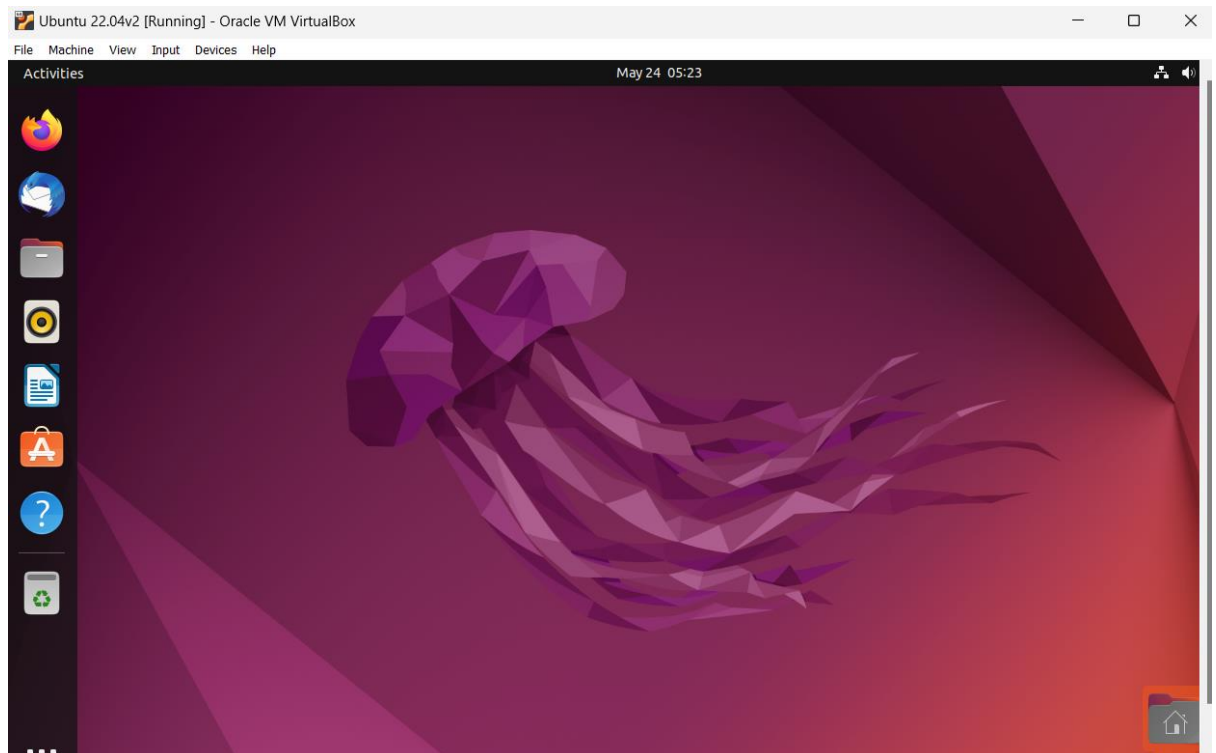 Ubuntu 22.04v2 [Running] - Oracle VM VirtualBox
File Machine View Input Devices Help
Activities May 24 05:23